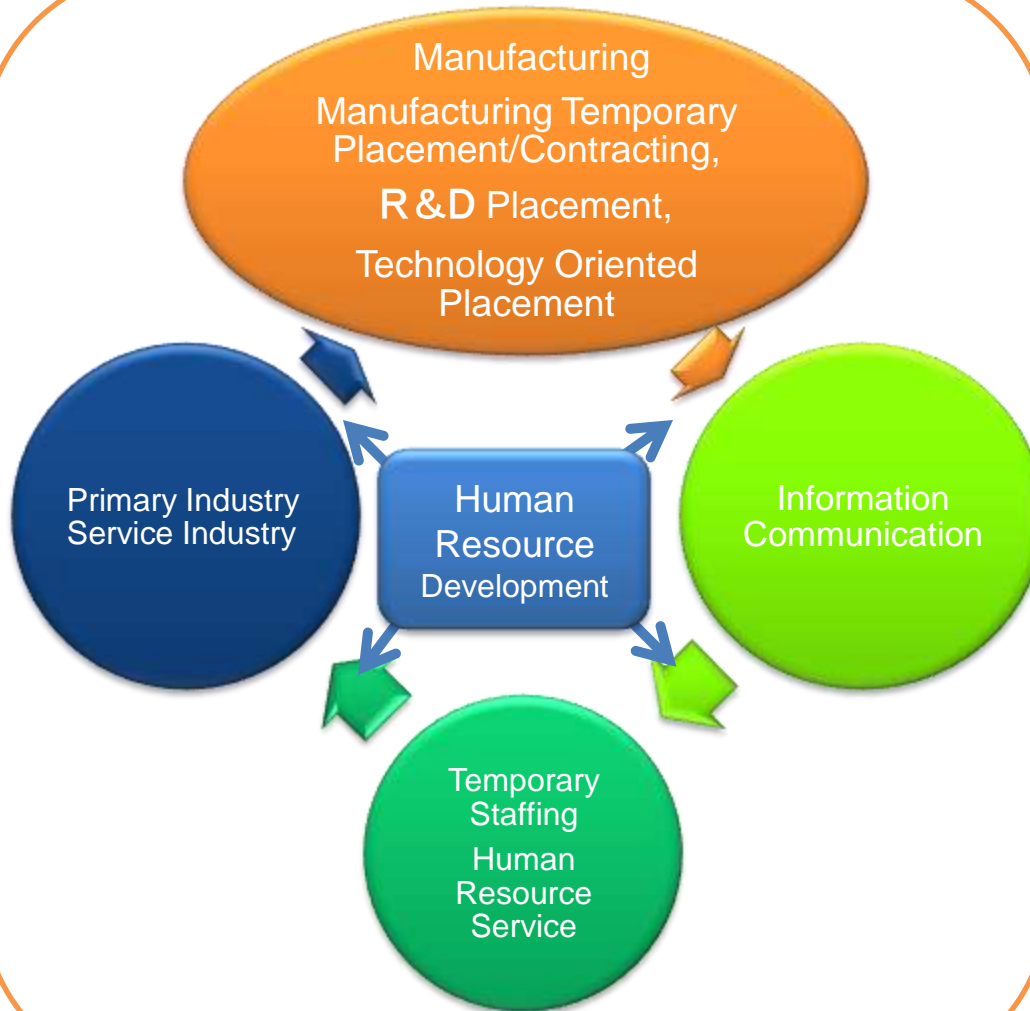 Manufacturing
Manufacturing Temporary
Placement/Contracting,
R&D Placement,
Technology Oriented
Placement
Primary Industry
Service Industry
Human
Resource
Development
Information
Communication
Temporary
Staffing
Human
Resource
Service